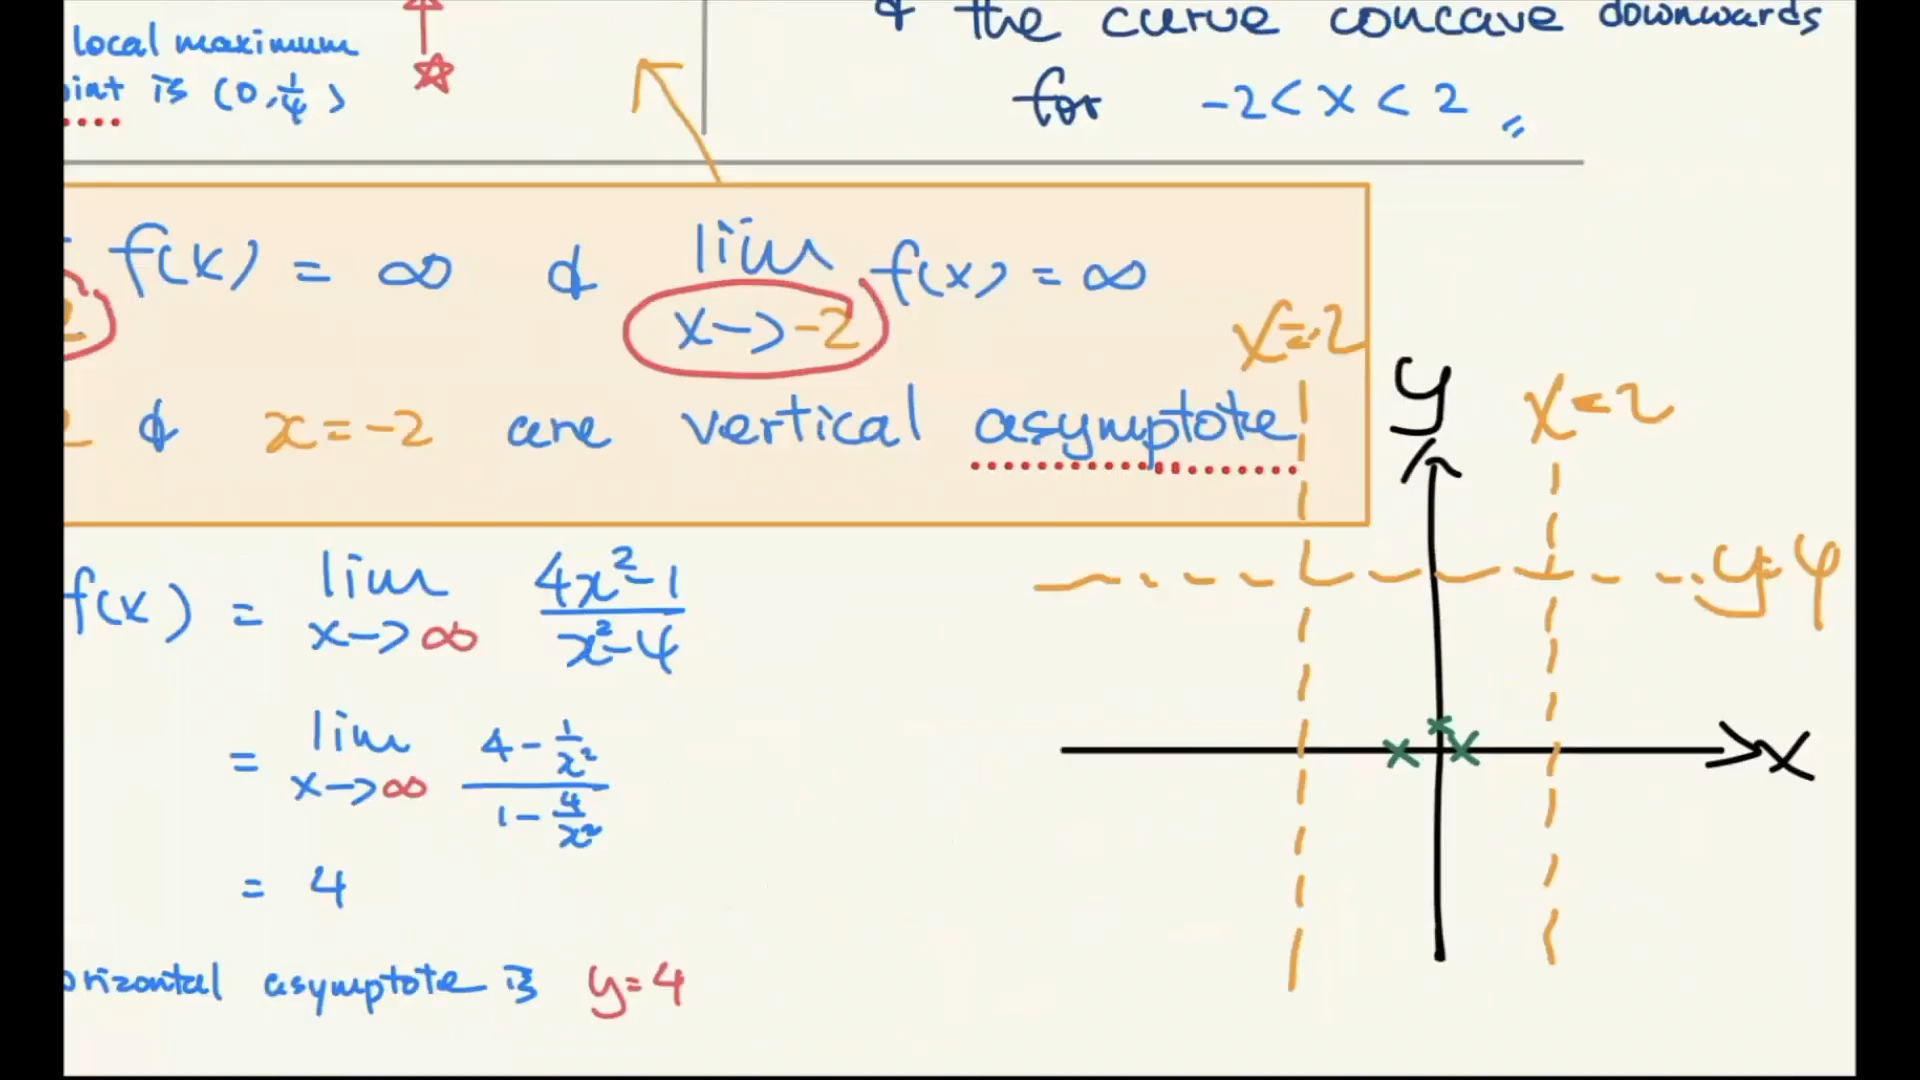 & the curve concave downwards
for -2 < x < 2 〃
local maximum
oint is (0, 1/4)
f(x) = ∞ & lim f(x) = ∞
x -> -2
2 & x = -2 are vertical asymptote
x = -2
y
x = 2
y = 4
x
f(x) = lim x->∞ (4x²-1)/(x²-4)
= lim x->∞ (4 - 1/x²)/(1 - 4/x²)
= 4
orizontal asymptote is y = 4